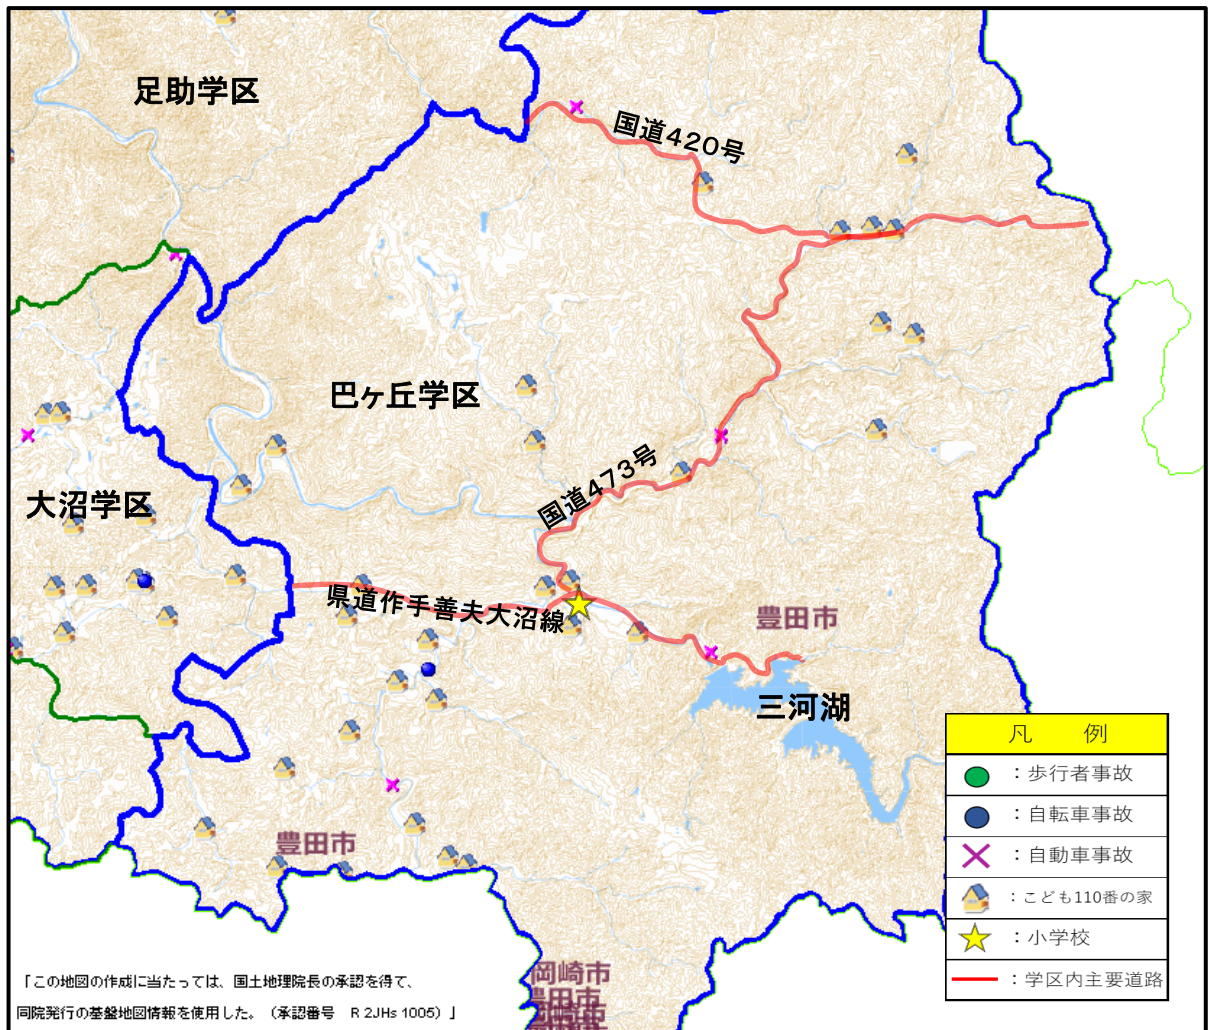 足助学区
国道420号
巴ヶ丘学区
国道473号
大沼学区
県道作手善夫大沼線
豊田市
三河湖
豊田市
岡崎市
豊田市
凡 例
：歩行者事故
：自転車事故
：自動車事故
：こども110番の家
：小学校
：学区内主要道路
「この地図の作成に当たっては、国土地理院長の承認を得て、
同院発行の基盤地図情報を使用した。（承認番号　R 2JHs 1005）」